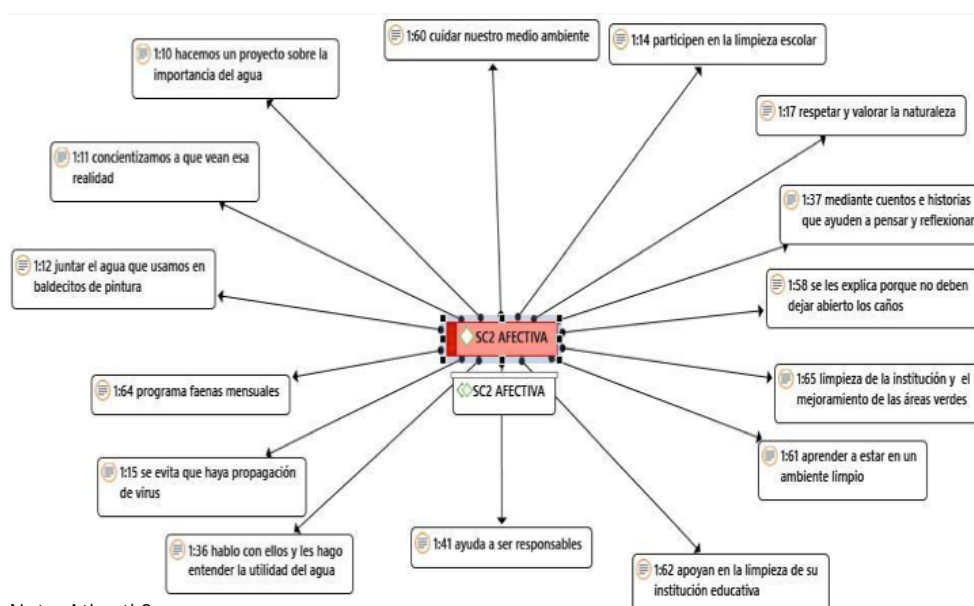 1:60 cuidar nuestro medio ambiente
1:14 participen en la limpieza escolar
1:10 hacemos un proyecto sobre la
importancia del agua
1:17 respetar y valorar la naturaleza
1:11 concientizamos a que vean esa
realidad
1:37 mediante cuentos e historias
que ayuden a pensar y reflexionar
1:12 juntar el agua que usamos en
baldecitos de pintura
1:58 se les explica porque no deben
dejar abierto los caños
SC2 AFECTIVA
SC2 AFECTIVA
1:64 programa faenas mensuales
1:65 limpieza de la institución y el
mejoramiento de las áreas verdes
1:15 se evita que haya propagación
de virus
1:61 aprender a estar en un
ambiente limpio
1:36 hablo con ellos y les hago
entender la utilidad del agua
1:41 ayuda a ser responsables
1:62 apoyan en la limpieza de su
institución educativa